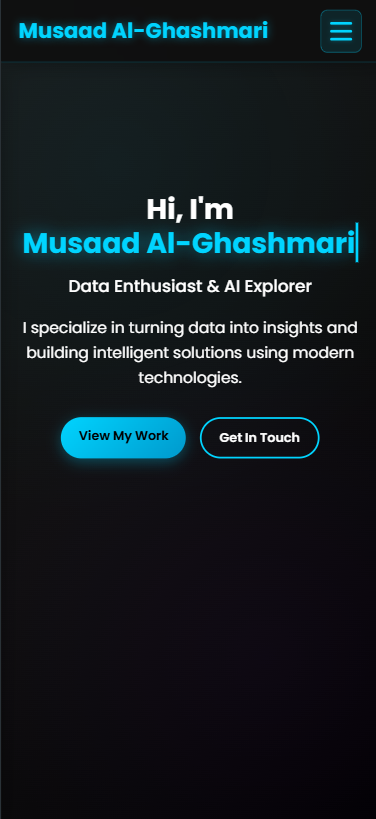 Musaad Al-Ghashmari
Hi, I'm
Musaad Al-Ghashmari
Data Enthusiast & AI Explorer
I specialize in turning data into insights and
building intelligent solutions using modern
technologies.
View My Work
Get In Touch